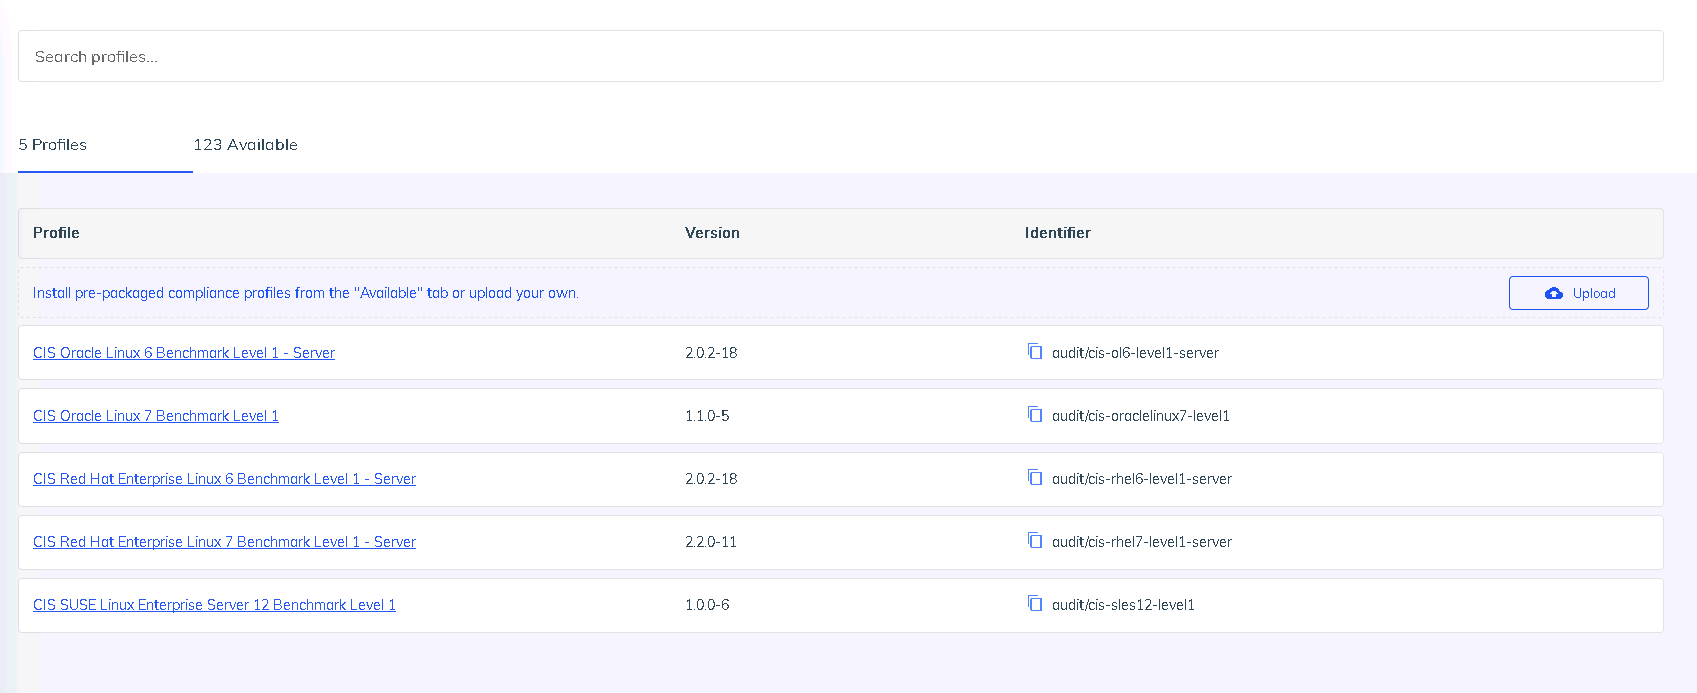 Search profiles...
5 Profiles 123 Available
Profile Version Identifier
Install pre-packaged compliance profiles from the "Available" tab or upload your own. Upload
CIS Oracle Linux 6 Benchmark Level 1 - Server 2.0.2-18 audit/cis-ol6-level1-server
CIS Oracle Linux 7 Benchmark Level 1 1.1.0-5 audit/cis-oraclelinux7-level1
CIS Red Hat Enterprise Linux 6 Benchmark Level 1 - Server 2.0.2-18 audit/cis-rhel6-level1-server
CIS Red Hat Enterprise Linux 7 Benchmark Level 1 - Server 2.2.0-11 audit/cis-rhel7-level1-server
CIS SUSE Linux Enterprise Server 12 Benchmark Level 1 1.0.0-6 audit/cis-sles12-level1